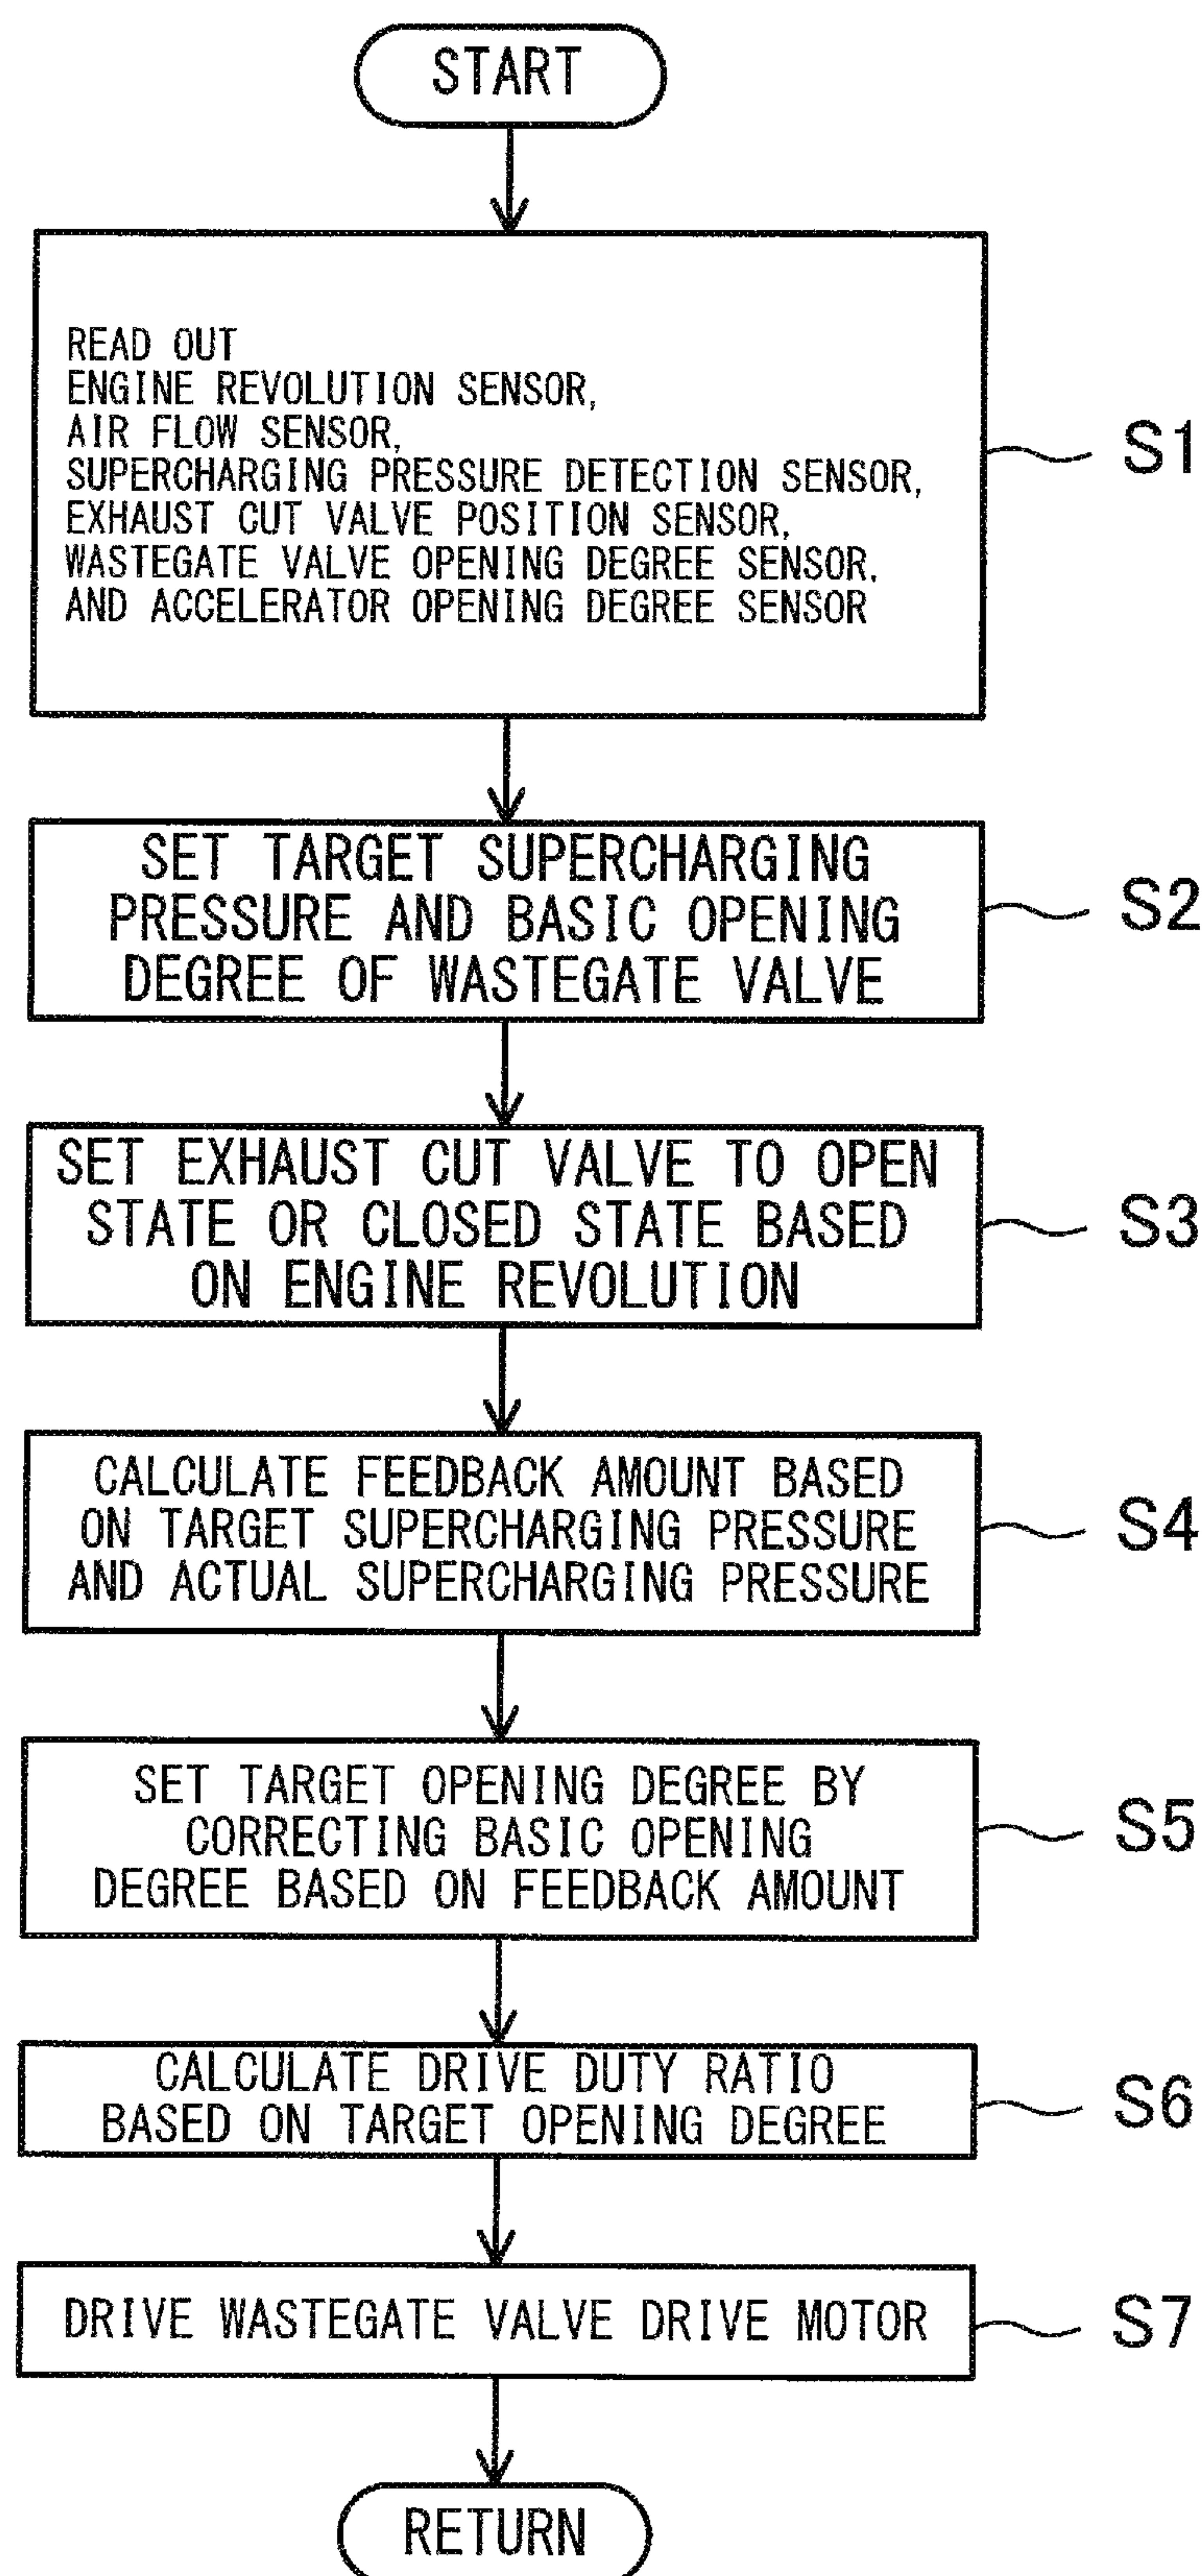 START
READ OUT
ENGINE REVOLUTION SENSOR,
AIR FLOW SENSOR,
SUPERCHARGING PRESSURE DETECTION SENSOR,
EXHAUST CUT VALVE POSITION SENSOR,
WASTEGATE VALVE OPENING DEGREE SENSOR,
AND ACCELERATOR OPENING DEGREE SENSOR
S1
SET TARGET SUPERCHARGING
PRESSURE AND BASIC OPENING
DEGREE OF WASTEGATE VALVE
S2
SET EXHAUST CUT VALVE TO OPEN
STATE OR CLOSED STATE BASED
ON ENGINE REVOLUTION
S3
CALCULATE FEEDBACK AMOUNT BASED
ON TARGET SUPERCHARGING PRESSURE
AND ACTUAL SUPERCHARGING PRESSURE
S4
SET TARGET OPENING DEGREE BY
CORRECTING BASIC OPENING
DEGREE BASED ON FEEDBACK AMOUNT
S5
CALCULATE DRIVE DUTY RATIO
BASED ON TARGET OPENING DEGREE
S6
DRIVE WASTEGATE VALVE DRIVE MOTOR
S7
RETURN